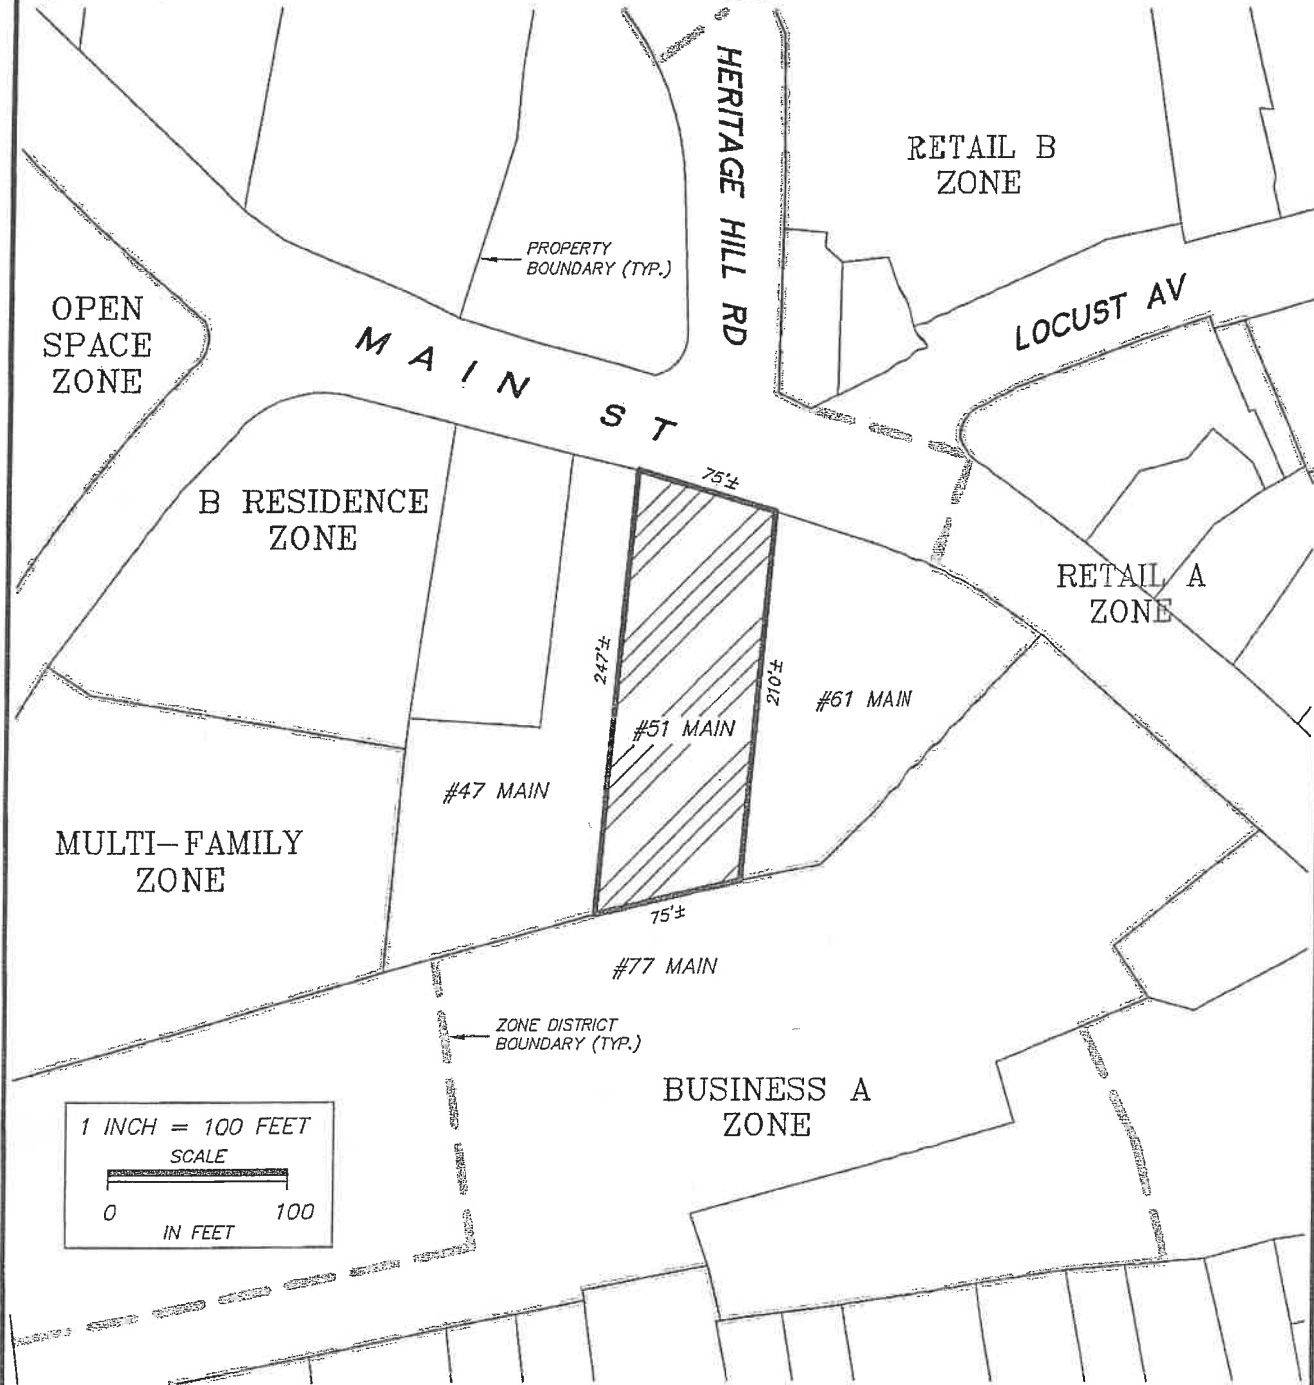 HERITAGE HILL RD
RETAIL B
ZONE
PROPERTY
BOUNDARY (TYP.)
OPEN
SPACE
ZONE
MAIN ST
LOCUST AV
75'±
B RESIDENCE
ZONE
RETAIL A
ZONE
247'±
210'±
#61 MAIN
#51 MAIN
#47 MAIN
MULTI-FAMILY
ZONE
75'±
#77 MAIN
ZONE DISTRICT
BOUNDARY (TYP.)
BUSINESS A
ZONE
1 INCH = 100 FEET
SCALE
0 100
IN FEET